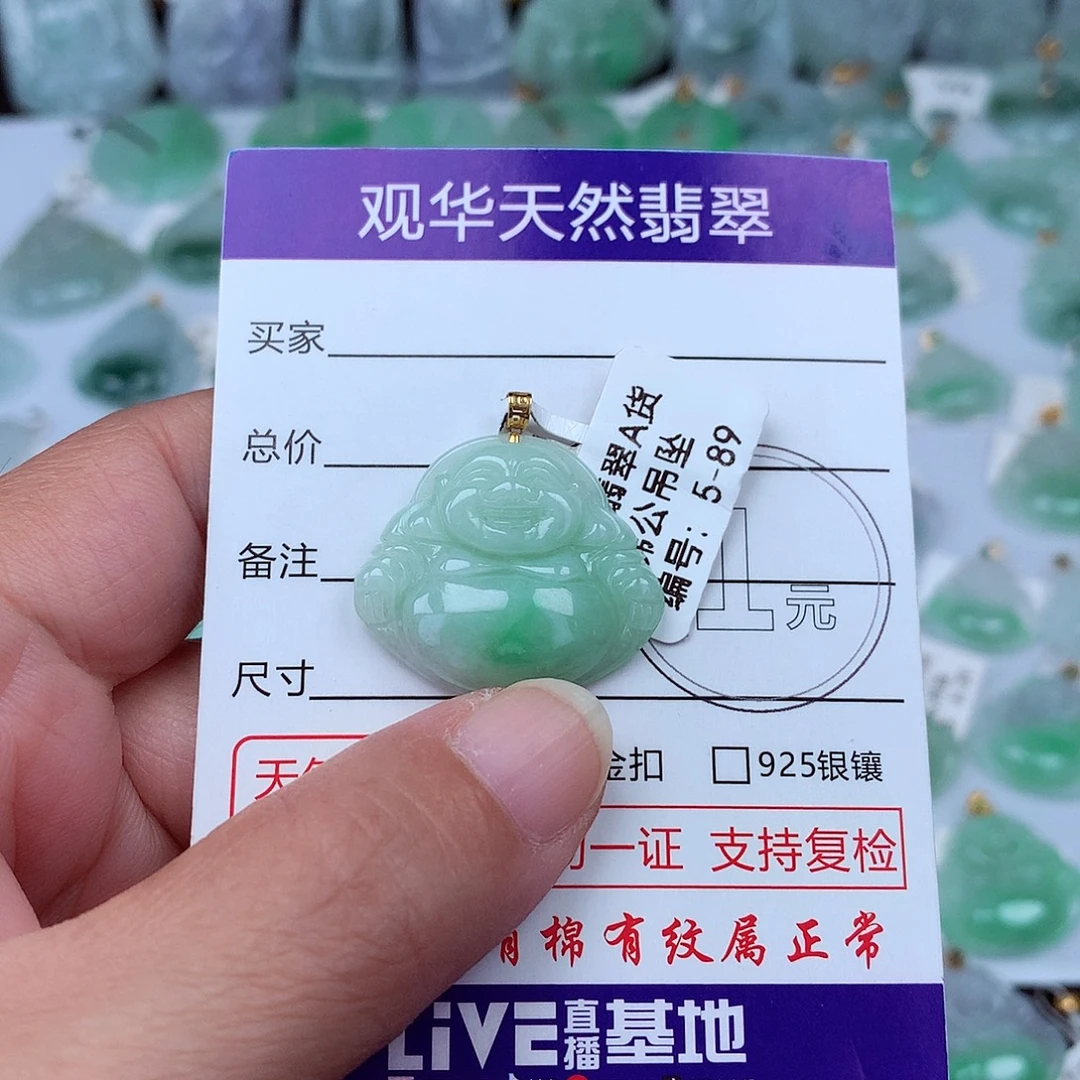 观华天然翡翠
买家
总价
备注
尺寸
翡翠A货
公吊坠
编号: 5-89
1元
金扣 925银镶
一证 支持复检
有棉有纹属正常
LiVE直播基地